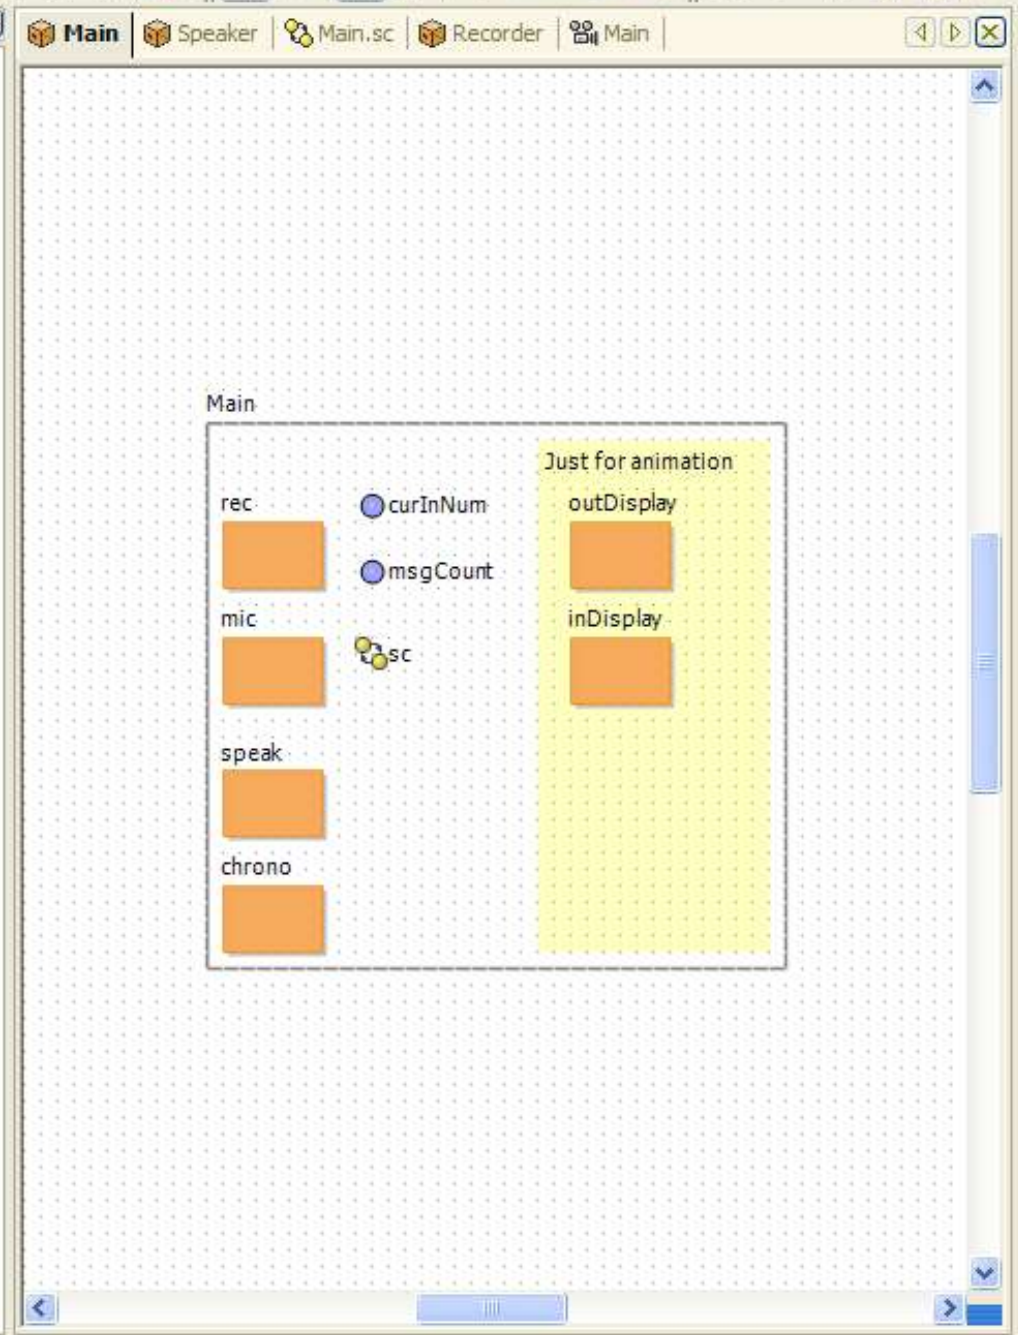 Main Speaker Main.sc Recorder Main
Main
Just for animation
rec curInNum outDisplay
msgCount
mic inDisplay
sc
speak
chrono